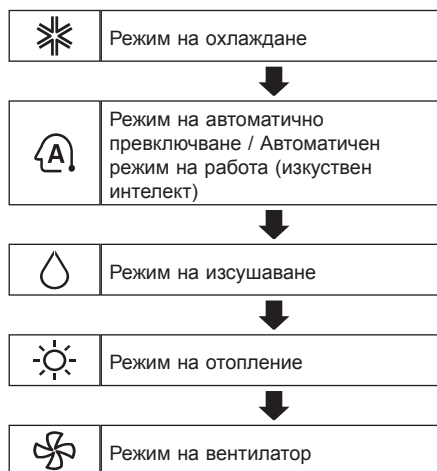 Режим на охлаждане
A
Режим на автоматично
превключване / Автоматичен
режим на работа (изкуствен
интелект)
Режим на изсушаване
Режим на отопление
Режим на вентилатор